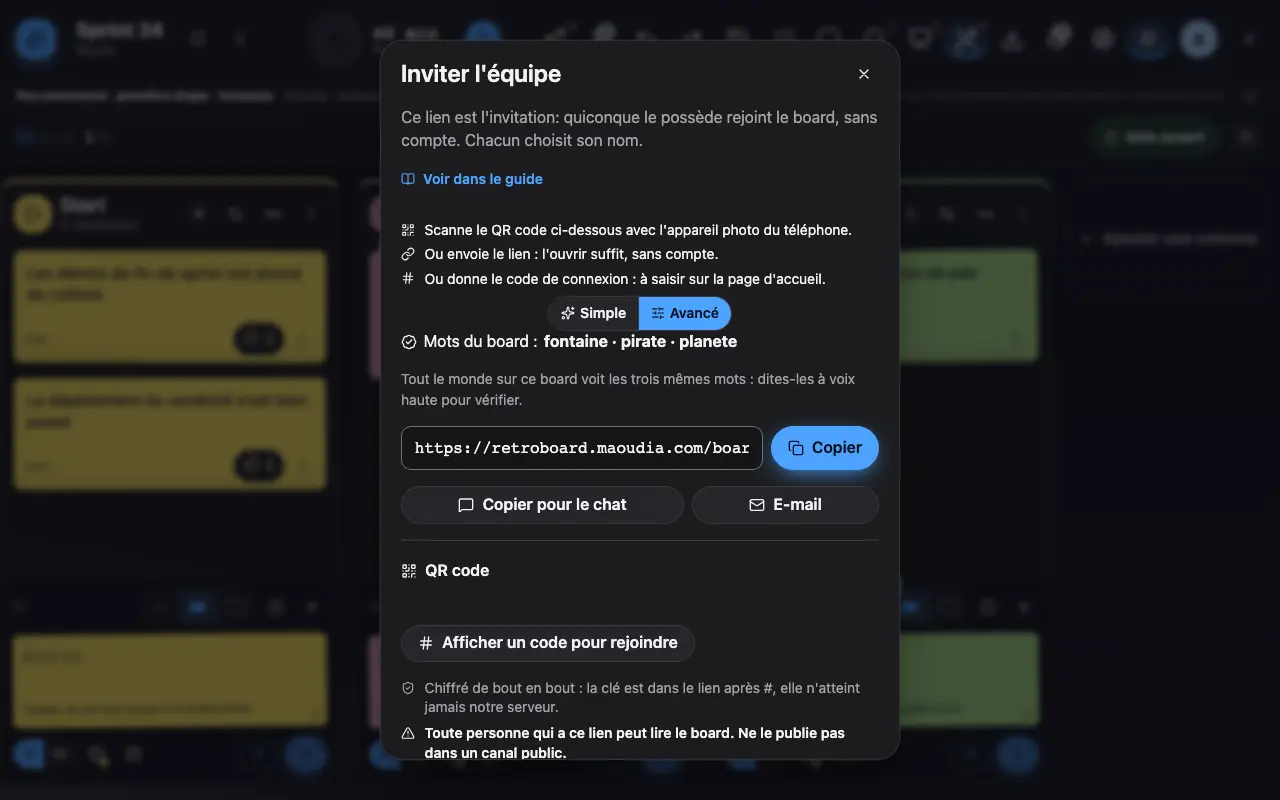 Sprint 24
Inviter l'équipe
Ce lien est l'invitation: quiconque le possède rejoint le board, sans
compte. Chacun choisit son nom.
Voir dans le guide
Start
Scanne le QR code ci-dessous avec l'appareil photo du téléphone.
Ou envoie le lien : l'ouvrir suffit, sans compte.
# Ou donne le code de connexion : à saisir sur la page d'accueil.
Simple
Avancé
Mots du board : fontaine · pirate · planete
Tout le monde sur ce board voit les trois mêmes mots : dites-les à voix
haute pour vérifier.
https://retroboard.maoudia.com/boar
Copier
Copier pour le chat
E-mail
QR code
# Afficher un code pour rejoindre
Chiffré de bout en bout : la clé est dans le lien après #, elle n'atteint
jamais notre serveur.
Toute personne qui a ce lien peut lire le board. Ne le publie pas
dans un canal public.